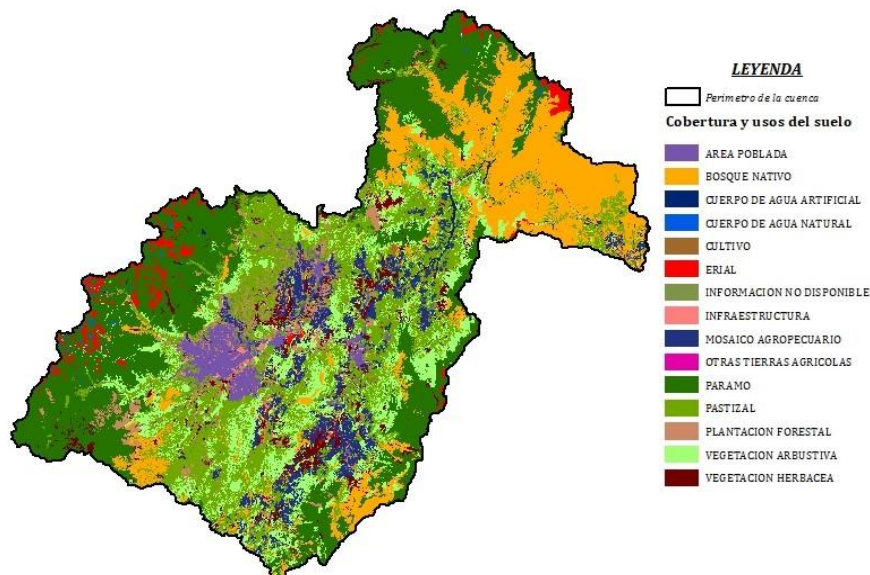 LEYENDA
Perimetro de la cuenca
Cobertura y usos del suelo
AREA POBLADA
BOSQUE NATIVO
CUERPO DE AGUA ARTIFICIAL
CUERPO DE AGUA NATURAL
CULTIVO
ERIAL
INFORMACION NO DISPONIBLE
INFRAESTRUCTURA
MOSAICO AGROPECUARIO
OTRAS TIERRAS AGRICOLAS
PARAMO
PASTIZAL
PLANTACION FORESTAL
VEGETACION ARBUSTIVA
VEGETACION HERBACEA